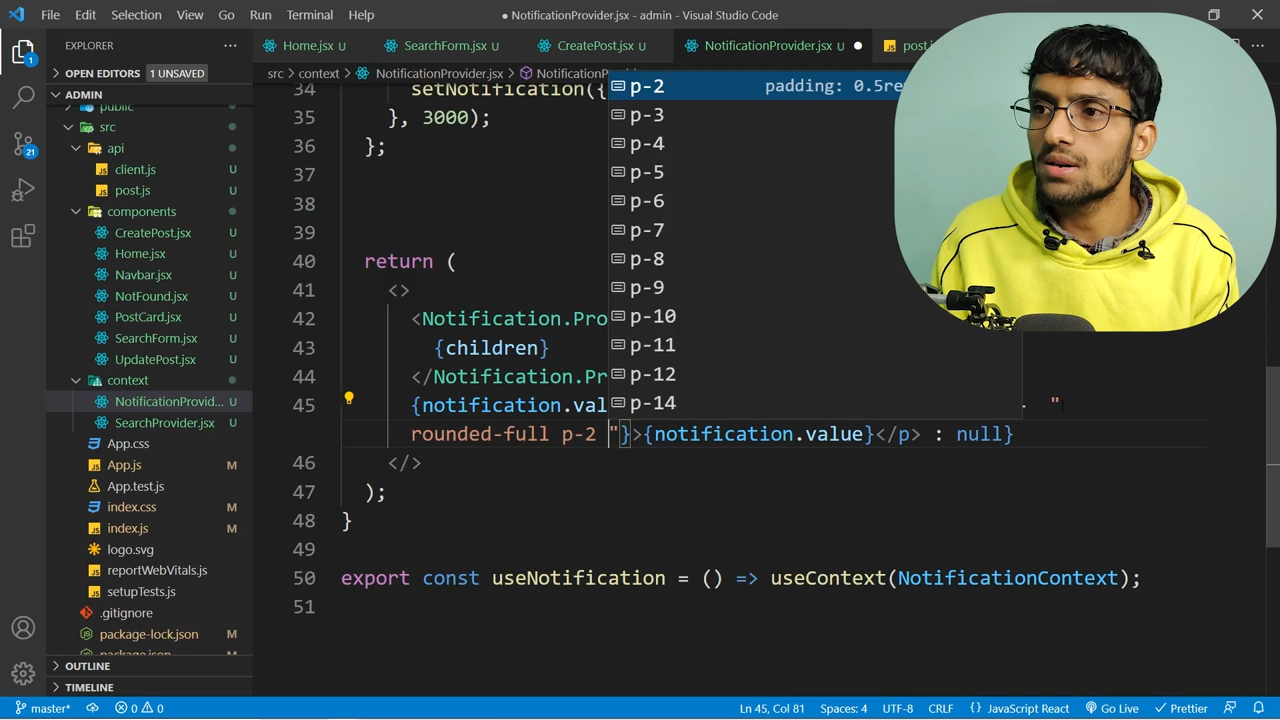 File Edit Selection View Go Run Terminal Help
● NotificationProvider.jsx - admin - Visual Studio Code
EXPLORER
Home.jsx U
SearchForm.jsx U
CreatePost.jsx U
NotificationProvider.jsx U
OPEN EDITORS 1 UNSAVED
src > context > NotificationProvider.jsx >
ADMIN
public
src
api
client.js U
post.js U
components
CreatePost.jsx U
Home.jsx U
Navbar.jsx U
NotFound.jsx U
PostCard.jsx U
SearchForm.jsx U
UpdatePost.jsx U
context
NotificationProvid... U
SearchProvider.jsx U
App.css
App.js M
App.test.js
index.css M
index.js M
logo.svg
reportWebVitals.js
setupTests.js
.gitignore
package-lock.json M
package.json M
OUTLINE
TIMELINE
34 setNotification({
35 }, 3000);
36 };
37
38
39
40 return (
41 <>
42 <Notification.Pro
43 {children}
44 </Notification.Pr
45 {notification.val "
rounded-full p-2 "}>{notification.value}</p> : null}
46 </>
47 );
48 }
49
50 export const useNotification = () => useContext(NotificationContext);
51
p-2 padding: 0.5re
p-3
p-4
p-5
p-6
p-7
p-8
p-9
p-10
p-11
p-12
p-14
1
21
master* 0 0 Ln 45, Col 81 Spaces: 4 UTF-8 CRLF JavaScript React Go Live Prettier